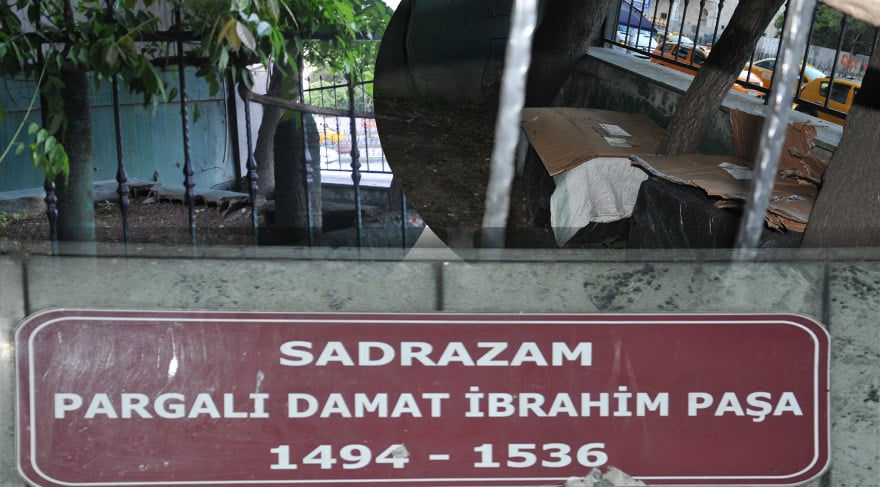 SADRAZAM
PARGALI DAMAT İBRAHİM PAŞA
1494 - 1536